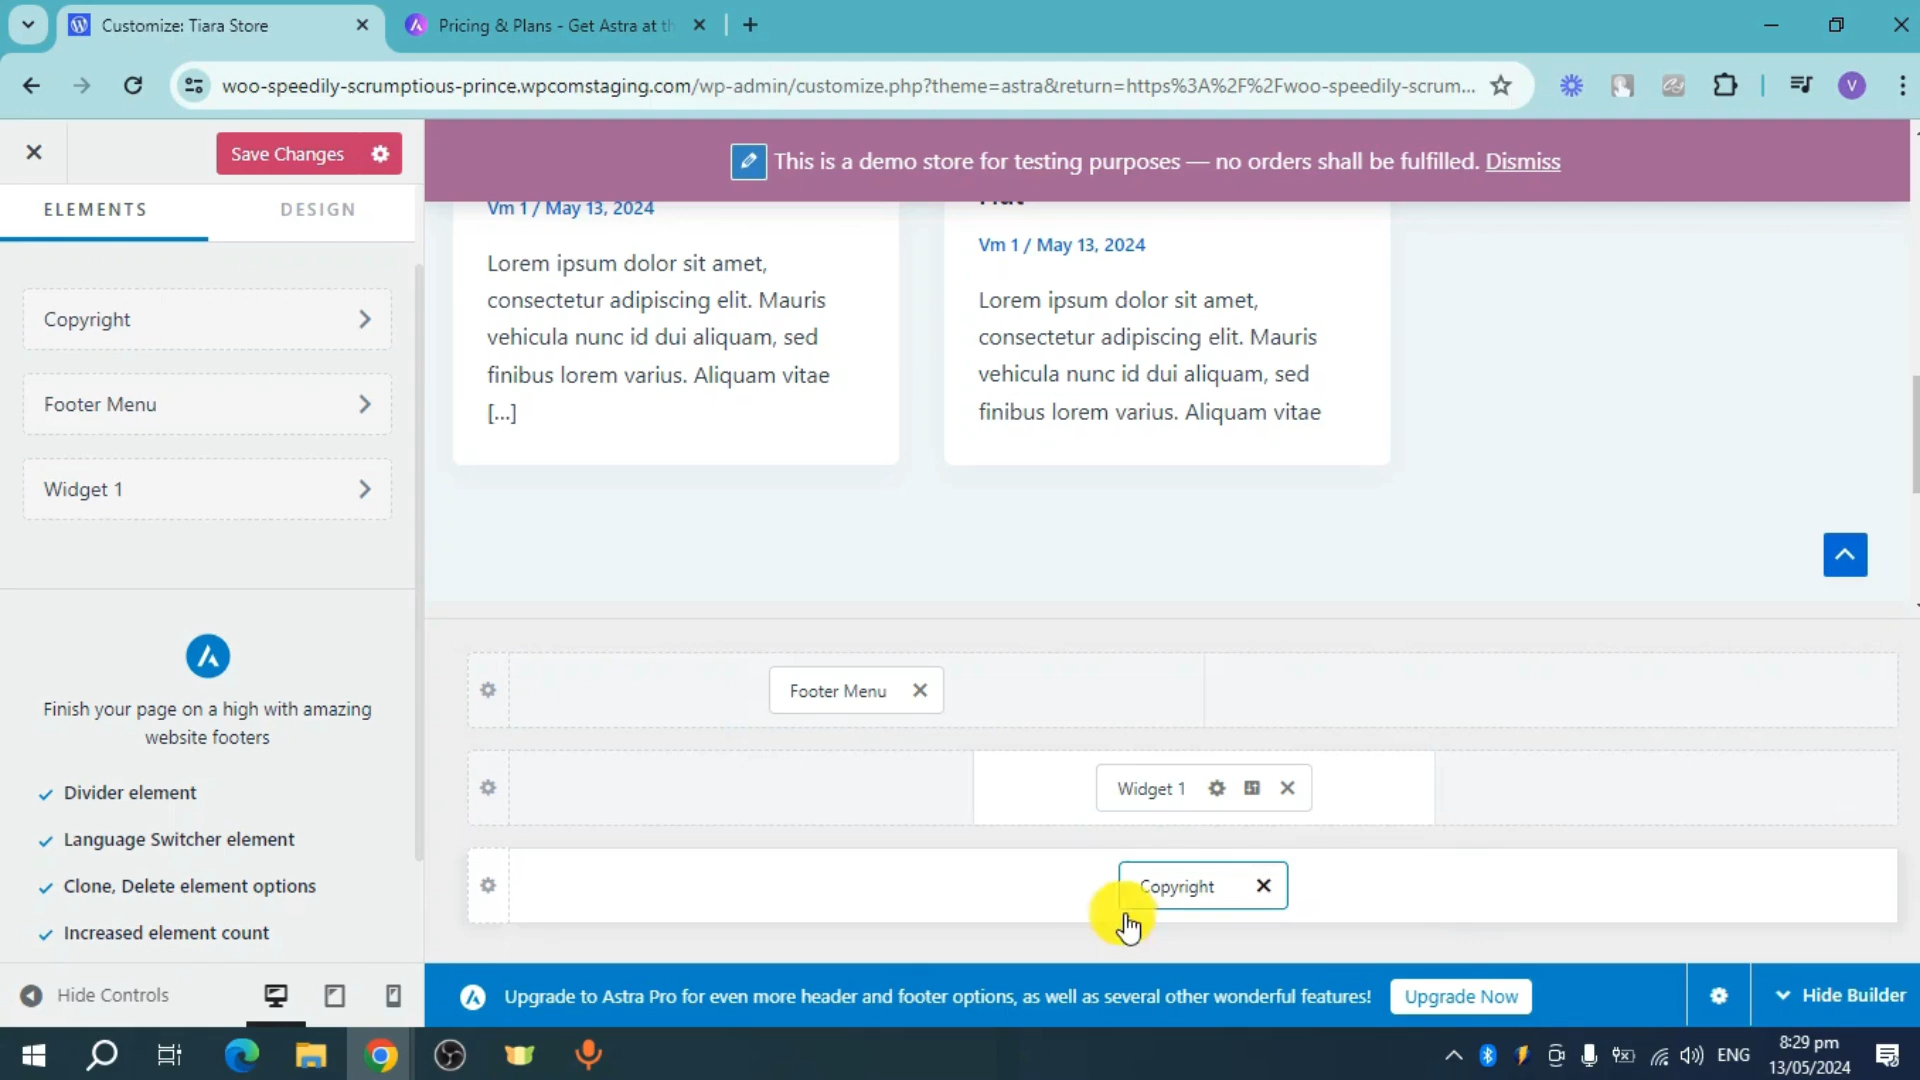 Customize: Tiara Store
Pricing & Plans - Get Astra at th
woo-speedily-scrumptious-prince.wpcomstaging.com/wp-admin/customize.php?theme=astra&return=https%3A%2F%2Fwoo-speedily-scrum...
V
Save Changes
This is a demo store for testing purposes — no orders shall be fulfilled. Dismiss
ELEMENTS
DESIGN
Copyright
Footer Menu
Widget 1
Finish your page on a high with amazing
website footers
Divider element
Language Switcher element
Clone, Delete element options
Increased element count
Hide Controls
Vm 1 / May 13, 2024
Lorem ipsum dolor sit amet,
consectetur adipiscing elit. Mauris
vehicula nunc id dui aliquam, sed
finibus lorem varius. Aliquam vitae
[…]
Vm 1 / May 13, 2024
Lorem ipsum dolor sit amet,
consectetur adipiscing elit. Mauris
vehicula nunc id dui aliquam, sed
finibus lorem varius. Aliquam vitae
Footer Menu
Widget 1
Copyright
Upgrade to Astra Pro for even more header and footer options, as well as several other wonderful features!
Upgrade Now
Hide Builder
ENG
8:29 pm
13/05/2024